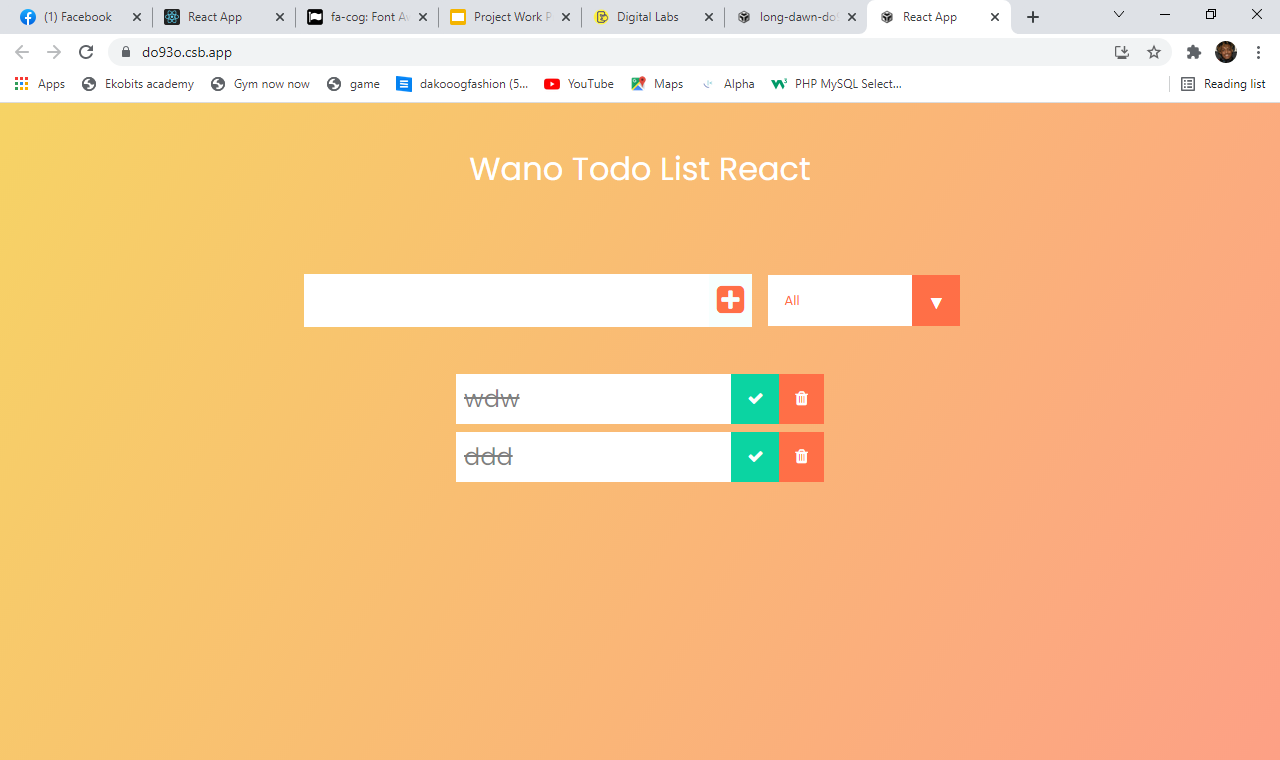 (1) Facebook
React App
fa-cog: Font Aw
Project Work P
Digital Labs
long-dawn-do
React App
do93o.csb.app
Apps
Ekobits academy
Gym now now
game
dakooogfashion (5...
YouTube
Maps
Alpha
PHP MySQL Select...
Reading list
Wano Todo List React
All
wdw
ddd